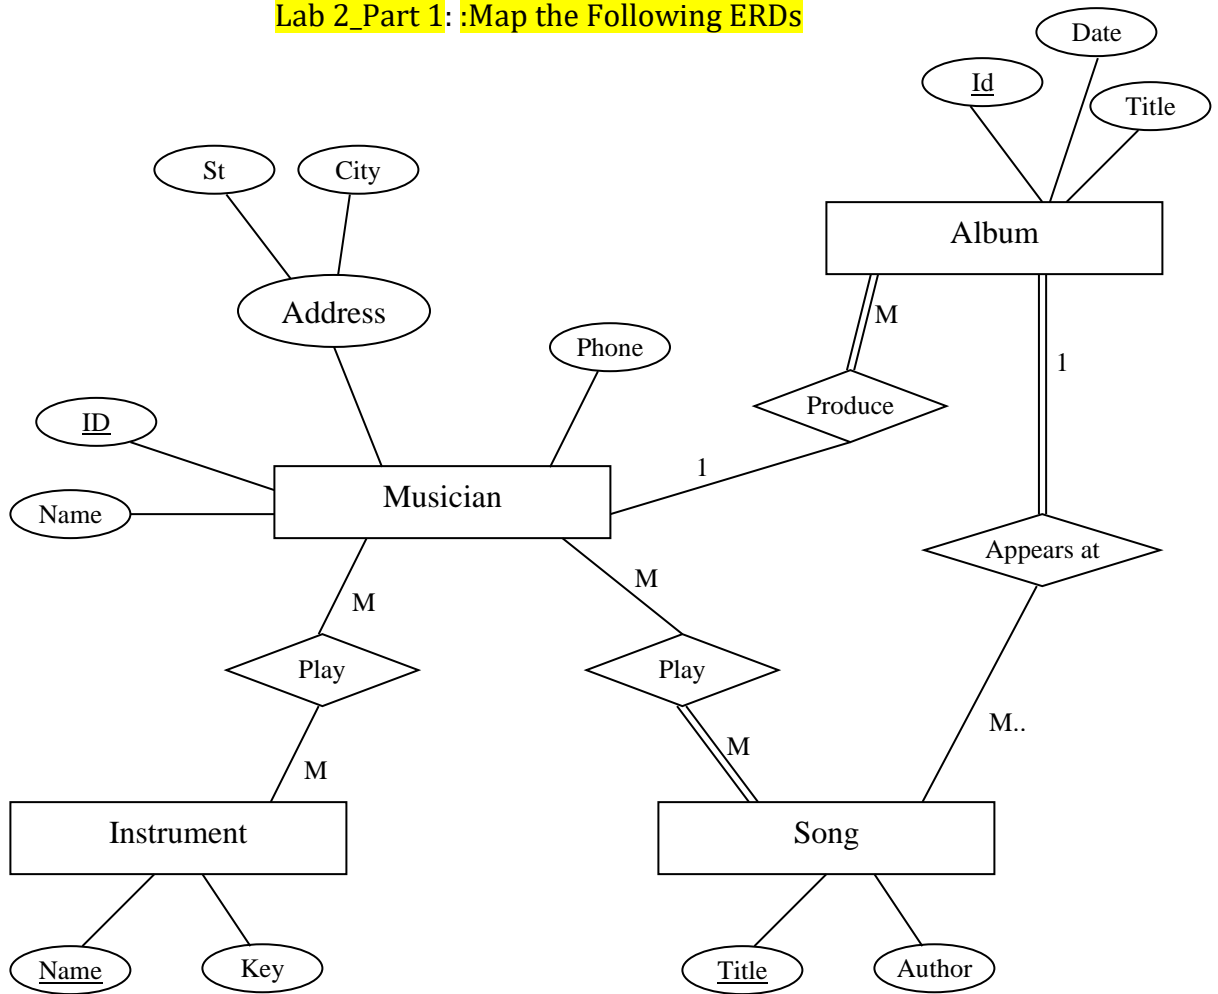 Lab 2_Part 1: :Map the Following ERDs
Date
Id
Title
St
City
Album
Address
M
Phone
1
Produce
ID
1
Musician
Name
Appears at
M
M
Play
Play
M..
M
M
Instrument
Song
Name
Key
Title
Author